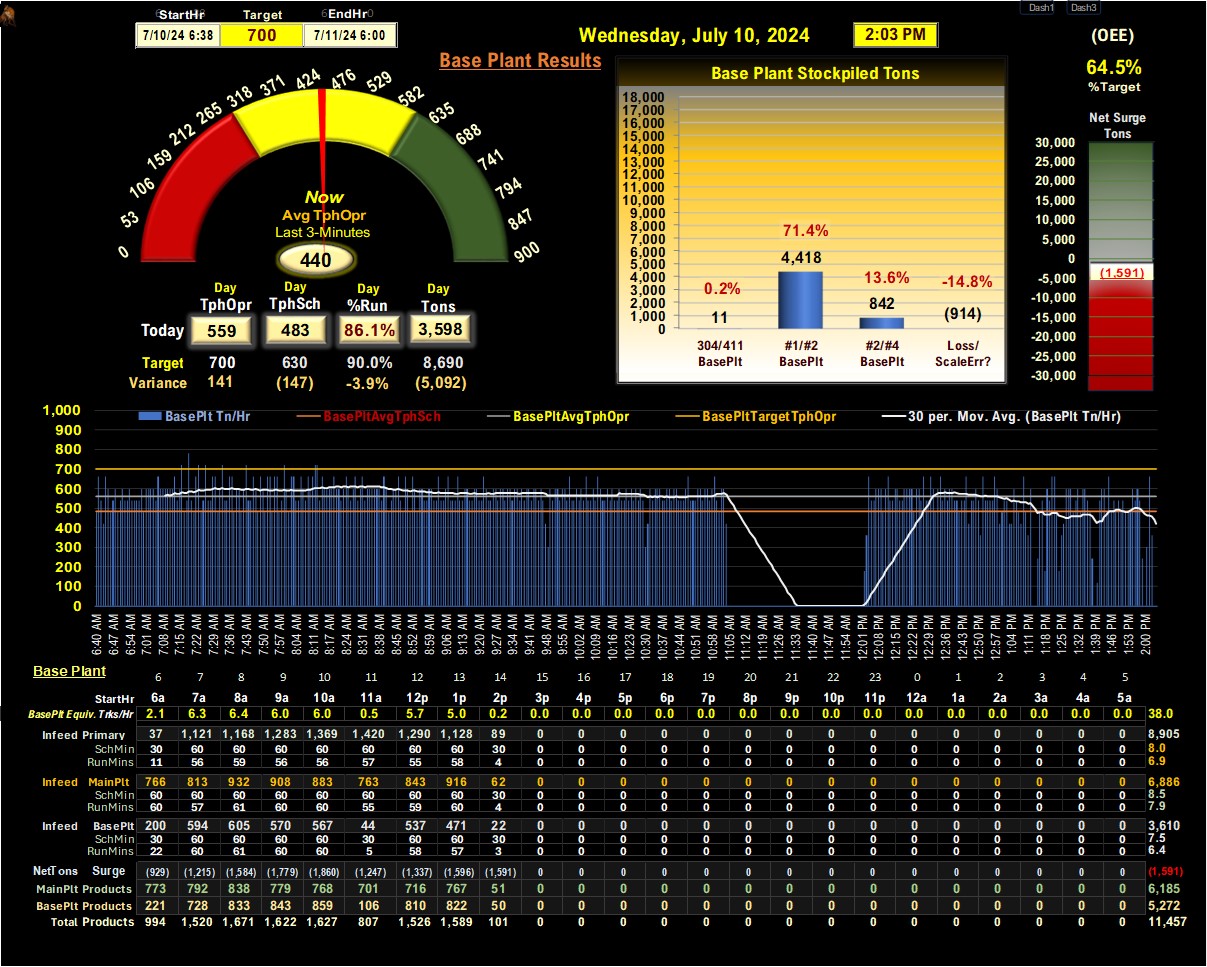 Dash1 Dash3
StartHr Target EndHr
7/10/24 6:38 700 7/11/24 6:00
Wednesday, July 10, 2024 2:03 PM (OEE)
Base Plant Results
64.5%
%Target
Base Plant Stockpiled Tons
0 53 106 159 212 265 318 371 424 476 529 582 635 688 741 794 847 900
Now
Avg TphOpr
Last 3-Minutes
440
18,000
17,000
16,000
15,000
14,000
13,000
12,000
11,000
10,000
9,000
8,000
7,000
6,000
5,000
4,000
3,000
2,000
1,000
0
0.2% 71.4% 13.6% -14.8%
11 4,418 842 (914)
304/411 #1/#2 #2/#4 Loss/
BasePlt BasePlt BasePlt ScaleErr?
Net Surge
Tons
30,000
25,000
20,000
15,000
10,000
5,000
0
-5,000
-10,000
-15,000
-20,000
-25,000
-30,000
(1,591)
Day Day Day Day
TphOpr TphSch %Run Tons
Today 559 483 86.1% 3,598
Target 700 630 90.0% 8,690
Variance 141 (147) -3.9% (5,092)
BasePlt Tn/Hr BasePltAvgTphSch BasePltAvgTphOpr BasePltTargetTphOpr 30 per. Mov. Avg. (BasePlt Tn/Hr)
1,000
900
800
700
600
500
400
300
200
100
0
6:40 AM 6:47 AM 6:54 AM 7:01 AM 7:08 AM 7:15 AM 7:22 AM 7:29 AM 7:36 AM 7:43 AM 7:50 AM 7:57 AM 8:04 AM 8:11 AM 8:24 AM 8:31 AM 8:38 AM 8:45 AM 8:52 AM 8:59 AM 9:06 AM 9:13 AM 9:20 AM 9:27 AM 9:34 AM 9:41 AM 9:48 AM 9:55 AM 10:02 AM 10:09 AM 10:16 AM 10:23 AM 10:30 AM 10:37 AM 10:44 AM 10:51 AM 10:58 AM 11:05 AM 11:12 AM 11:19 AM 11:26 AM 11:33 AM 11:40 AM 11:47 AM 11:54 AM 12:01 PM 12:08 PM 12:15 PM 12:22 PM 12:29 PM 12:36 PM 12:43 PM 12:50 PM 12:57 PM 1:04 PM 1:11 PM 1:18 PM 1:25 PM 1:32 PM 1:39 PM 1:46 PM 1:53 PM 2:00 PM
Base Plant
6 7 8 9 10 11 12 13 14 15 16 17 18 19 20 21 22 23 0 1 2 3 4 5
StartHr 6a 7a 8a 9a 10a 11a 12p 1p 2p 3p 4p 5p 6p 7p 8p 9p 10p 11p 12a 1a 2a 3a 4a 5a
BasePlt Equiv. Trks/Hr 2.1 6.3 6.4 6.0 6.0 0.5 5.7 5.0 0.2 0.0 0.0 0.0 0.0 0.0 0.0 0.0 0.0 0.0 0.0 0.0 0.0 0.0 0.0 0.0 38.0
Infeed Primary 37 1,121 1,168 1,283 1,369 1,420 1,290 1,128 89 0 0 0 0 0 0 0 0 0 0 0 0 0 0 0 8,905
SchMin 30 60 60 60 60 60 60 60 30 0 0 0 0 0 0 0 0 0 0 0 0 0 0 0 8.0
RunMins 11 56 59 56 56 57 55 58 4 0 0 0 0 0 0 0 0 0 0 0 0 0 0 0 6.9
Infeed MainPlt 766 813 932 908 883 763 843 916 62 0 0 0 0 0 0 0 0 0 0 0 0 0 0 0 6,886
SchMin 60 60 60 60 60 60 60 60 30 0 0 0 0 0 0 0 0 0 0 0 0 0 0 0 8.5
RunMins 60 57 61 60 60 55 59 60 4 0 0 0 0 0 0 0 0 0 0 0 0 0 0 0 7.9
Infeed BasePlt 200 594 605 570 567 44 537 471 22 0 0 0 0 0 0 0 0 0 0 0 0 0 0 0 3,610
SchMin 30 60 60 60 60 30 60 60 30 0 0 0 0 0 0 0 0 0 0 0 0 0 0 0 7.5
RunMins 22 60 61 60 60 5 58 57 3 0 0 0 0 0 0 0 0 0 0 0 0 0 0 0 6.4
NetTons Surge (929) (1,215) (1,584) (1,779) (1,860) (1,247) (1,337) (1,596) (1,591) 0 0 0 0 0 0 0 0 0 0 0 0 0 0 0 (1,591)
MainPlt Products 773 792 838 779 768 701 716 767 51 0 0 0 0 0 0 0 0 0 0 0 0 0 0 0 6,185
BasePlt Products 221 728 833 843 859 106 810 822 50 0 0 0 0 0 0 0 0 0 0 0 0 0 0 0 5,272
Total Products 994 1,520 1,671 1,622 1,627 807 1,526 1,589 101 0 0 0 0 0 0 0 0 0 0 0 0 0 0 0 11,457